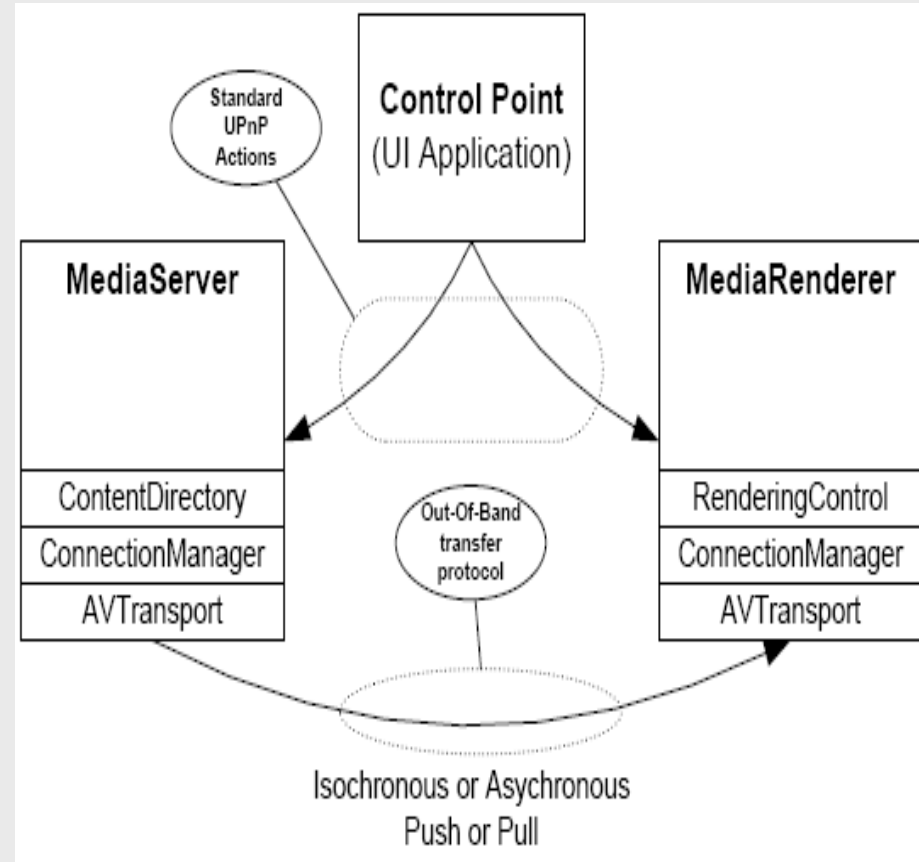 Standard
UPnP
Actions
Control Point
(UI Application)
MediaServer
ContentDirectory
ConnectionManager
AVTransport
MediaRenderer
RenderingControl
ConnectionManager
AVTransport
Out-Of-Band
transfer
protocol
Isochronous or Asychronous
Push or Pull